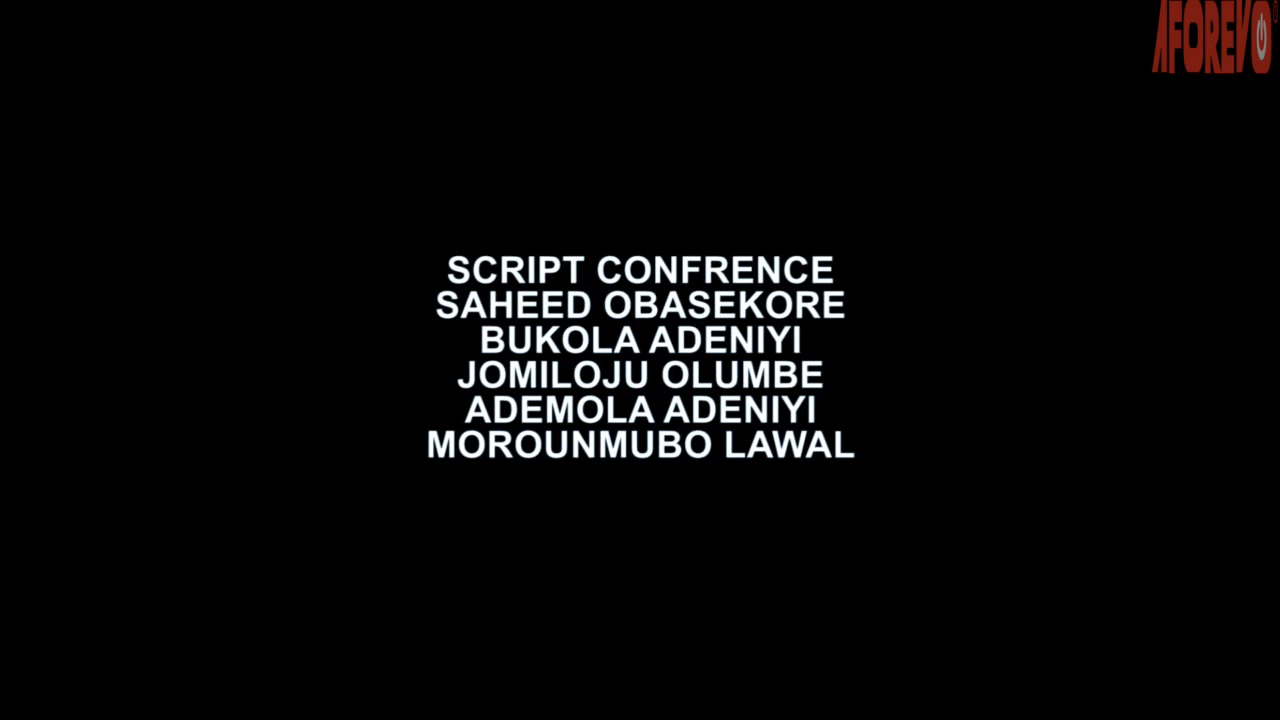 AFOREVO
SCRIPT CONFRENCE
SAHEED OBASEKORE
BUKOLA ADENIYI
JOMILOJU OLUMBE
ADEMOLA ADENIYI
MOROUNMUBO LAWAL